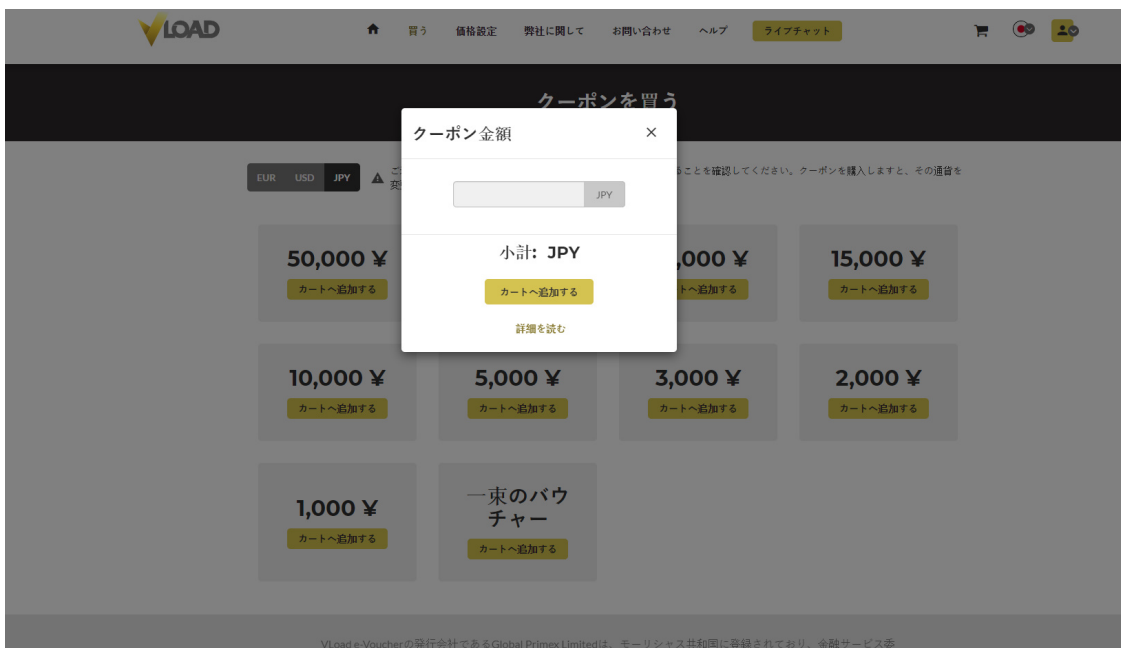 VLOAD
買う 価格設定 弊社に関して お問い合わせ ヘルプ ライブチャット
クーポンを買う
クーポン金額 ×
EUR USD JPY
ることを確認してください。クーポンを購入しますと、その通貨を
JPY
小計: JPY
カートへ追加する
詳細を読む
50,000 ¥ ,000 ¥ 15,000 ¥
カートへ追加する トへ追加する カートへ追加する
10,000 ¥ 5,000 ¥ 3,000 ¥ 2,000 ¥
カートへ追加する カートへ追加する カートへ追加する カートへ追加する
1,000 ¥ 一束のバウ
チャー
カートへ追加する カートへ追加する
VLoad e-Voucherの発行会社であるGlobal Primex Limitedは、モーリシャス共和国に登録されており、金融サービス委